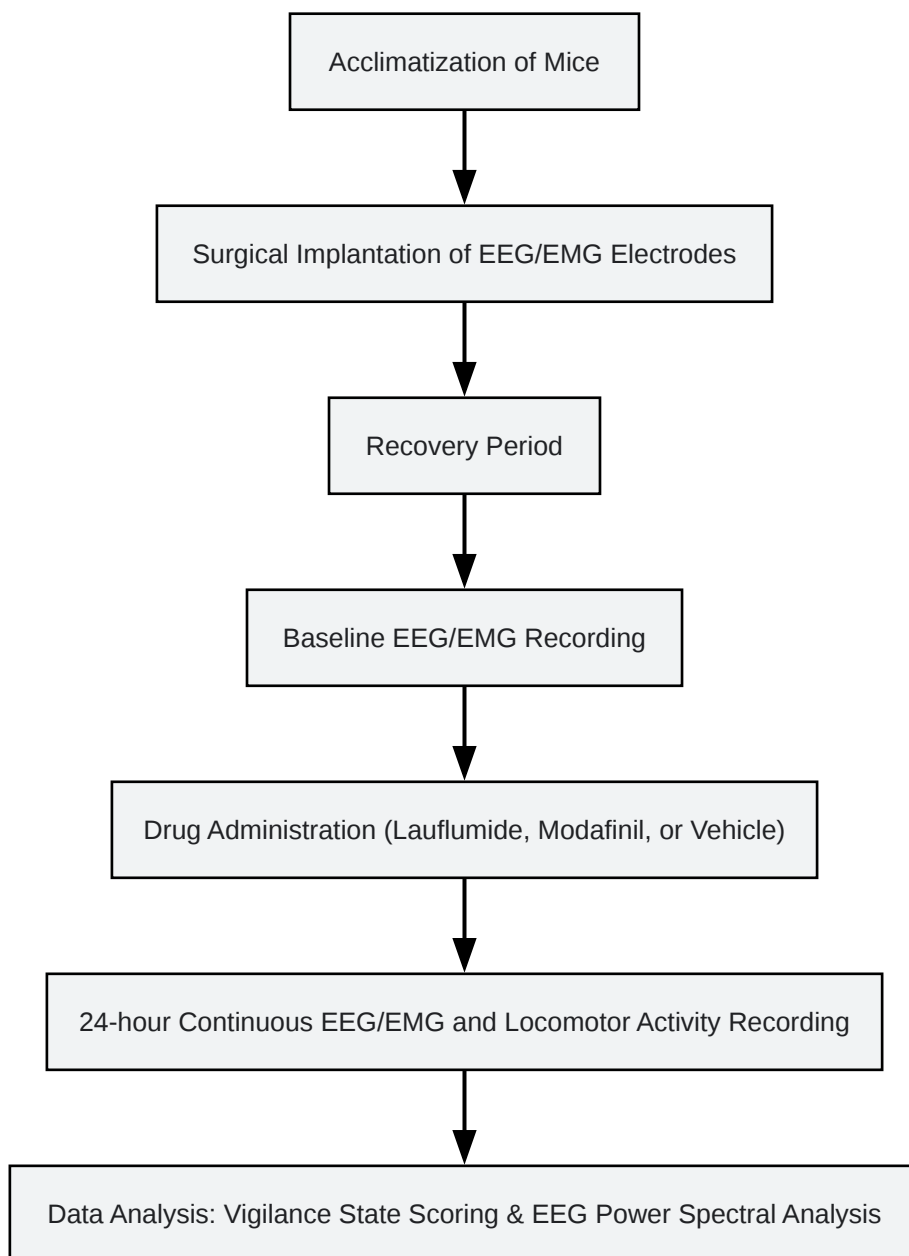 Acclimatization of Mice
Surgical Implantation of EEG/EMG Electrodes
Recovery Period
Baseline EEG/EMG Recording
Drug Administration (Lauflumide, Modafinil, or Vehicle)
24-hour Continuous EEG/EMG and Locomotor Activity Recording
Data Analysis: Vigilance State Scoring & EEG Power Spectral Analysis